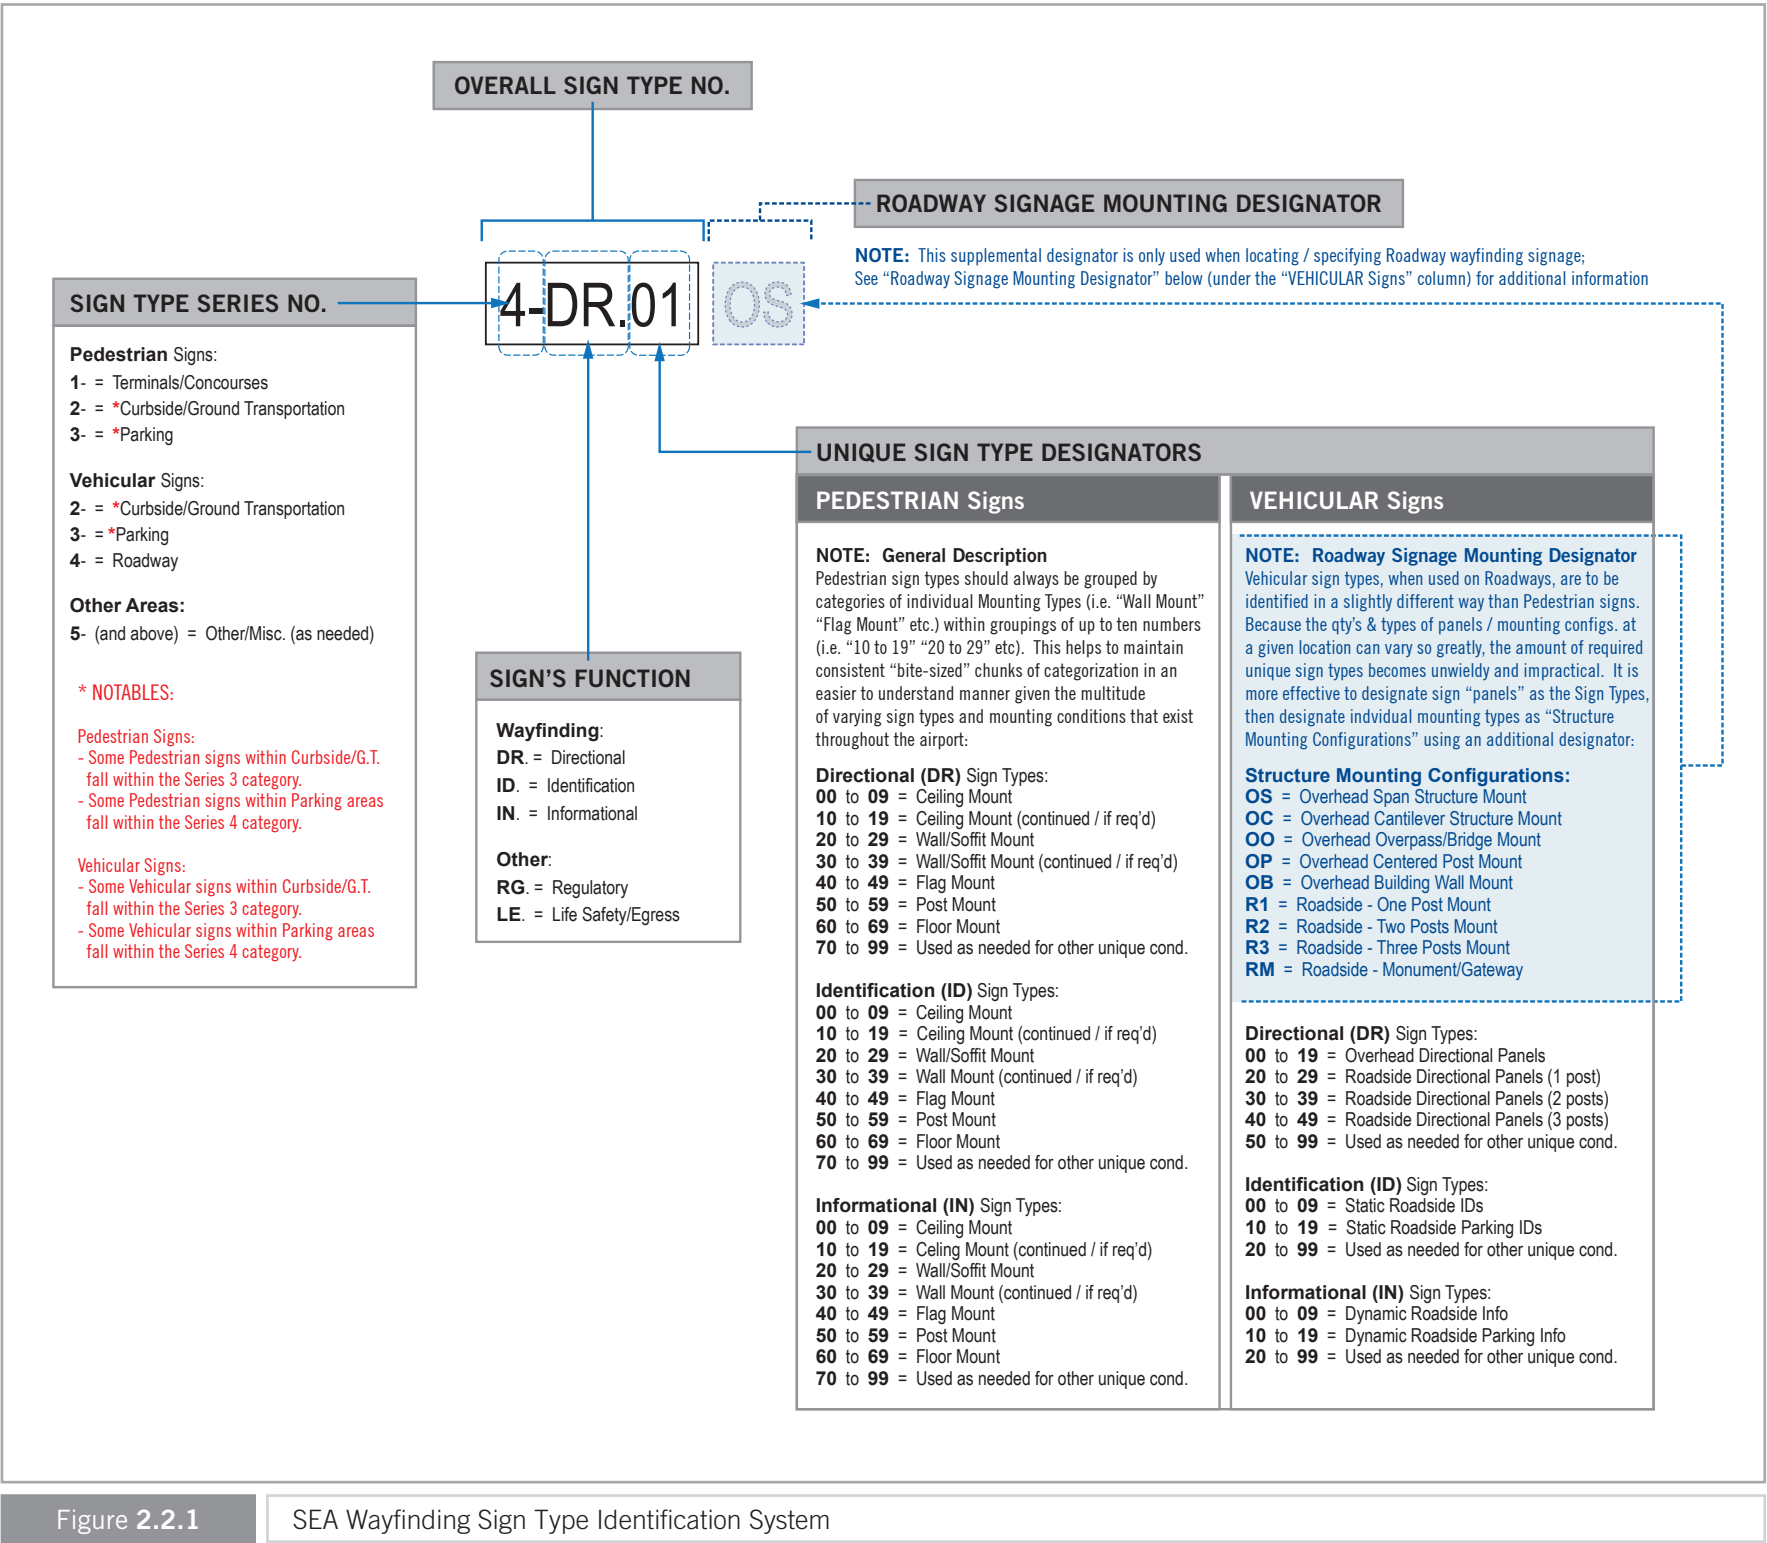 OVERALL SIGN TYPE NO.
ROADWAY SIGNAGE MOUNTING DESIGNATOR
NOTE: This supplemental designator is only used when locating / specifying Roadway wayfinding signage;
See “Roadway Signage Mounting Designator” below (under the “VEHICULAR Signs” column) for additional information
4-DR.01
OS
SIGN TYPE SERIES NO.
Pedestrian Signs:
1- = Terminals/Concourses
2- = *Curbside/Ground Transportation
3- = *Parking
Vehicular Signs:
2- = *Curbside/Ground Transportation
3- = *Parking
4- = Roadway
Other Areas:
5- (and above) = Other/Misc. (as needed)
* NOTABLES:
Pedestrian Signs:
- Some Pedestrian signs within Curbside/G.T.
fall within the Series 3 category.
- Some Pedestrian signs within Parking areas
fall within the Series 4 category.
Vehicular Signs:
- Some Vehicular signs within Curbside/G.T.
fall within the Series 3 category.
- Some Vehicular signs within Parking areas
fall within the Series 4 category.
SIGN’S FUNCTION
Wayfinding:
DR. = Directional
ID. = Identification
IN. = Informational
Other:
RG. = Regulatory
LE. = Life Safety/Egress
UNIQUE SIGN TYPE DESIGNATORS
PEDESTRIAN Signs
NOTE: General Description
Pedestrian sign types should always be grouped by
categories of individual Mounting Types (i.e. “Wall Mount”
“Flag Mount” etc.) within groupings of up to ten numbers
(i.e. “10 to 19” “20 to 29” etc). This helps to maintain
consistent “bite-sized” chunks of categorization in an
easier to understand manner given the multitude
of varying sign types and mounting conditions that exist
throughout the airport:
Directional (DR) Sign Types:
00 to 09 = Ceiling Mount
10 to 19 = Ceiling Mount (continued / if req’d)
20 to 29 = Wall/Soffit Mount
30 to 39 = Wall/Soffit Mount (continued / if req’d)
40 to 49 = Flag Mount
50 to 59 = Post Mount
60 to 69 = Floor Mount
70 to 99 = Used as needed for other unique cond.
Identification (ID) Sign Types:
00 to 09 = Ceiling Mount
10 to 19 = Ceiling Mount (continued / if req’d)
20 to 29 = Wall/Soffit Mount
30 to 39 = Wall Mount (continued / if req’d)
40 to 49 = Flag Mount
50 to 59 = Post Mount
60 to 69 = Floor Mount
70 to 99 = Used as needed for other unique cond.
Informational (IN) Sign Types:
00 to 09 = Ceiling Mount
10 to 19 = Celing Mount (continued / if req’d)
20 to 29 = Wall/Soffit Mount
30 to 39 = Wall Mount (continued / if req’d)
40 to 49 = Flag Mount
50 to 59 = Post Mount
60 to 69 = Floor Mount
70 to 99 = Used as needed for other unique cond.
VEHICULAR Signs
NOTE: Roadway Signage Mounting Designator
Vehicular sign types, when used on Roadways, are to be
identified in a slightly different way than Pedestrian signs.
Because the qty’s & types of panels / mounting configs. at
a given location can vary so greatly, the amount of required
unique sign types becomes unwieldy and impractical. It is
more effective to designate sign “panels” as the Sign Types,
then designate indvidual mounting types as “Structure
Mounting Configurations” using an additional designator:
Structure Mounting Configurations:
OS = Overhead Span Structure Mount
OC = Overhead Cantilever Structure Mount
OO = Overhead Overpass/Bridge Mount
OP = Overhead Centered Post Mount
OB = Overhead Building Wall Mount
R1 = Roadside - One Post Mount
R2 = Roadside - Two Posts Mount
R3 = Roadside - Three Posts Mount
RM = Roadside - Monument/Gateway
Directional (DR) Sign Types:
00 to 19 = Overhead Directional Panels
20 to 29 = Roadside Directional Panels (1 post)
30 to 39 = Roadside Directional Panels (2 posts)
40 to 49 = Roadside Directional Panels (3 posts)
50 to 99 = Used as needed for other unique cond.
Identification (ID) Sign Types:
00 to 09 = Static Roadside IDs
10 to 19 = Static Roadside Parking IDs
20 to 99 = Used as needed for other unique cond.
Informational (IN) Sign Types:
00 to 09 = Dynamic Roadside Info
10 to 19 = Dynamic Roadside Parking Info
20 to 99 = Used as needed for other unique cond.
Figure 2.2.1
SEA Wayfinding Sign Type Identification System